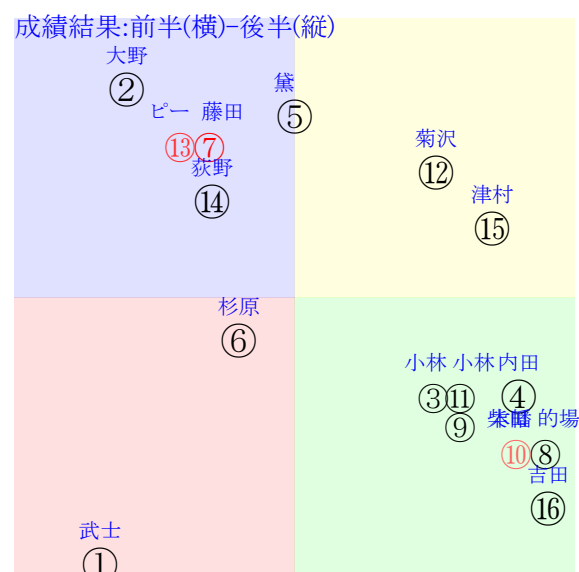 成績結果:前半(横)-後半(縦)
大野
②
黛
⑤
ピー 藤田
⑬⑦
菊沢
⑫
荻野
⑭
津村
⑮
杉原
⑥
小林 小林 内田
③⑪④
⑨
的場
⑩⑧
吉田
⑯
武士
①